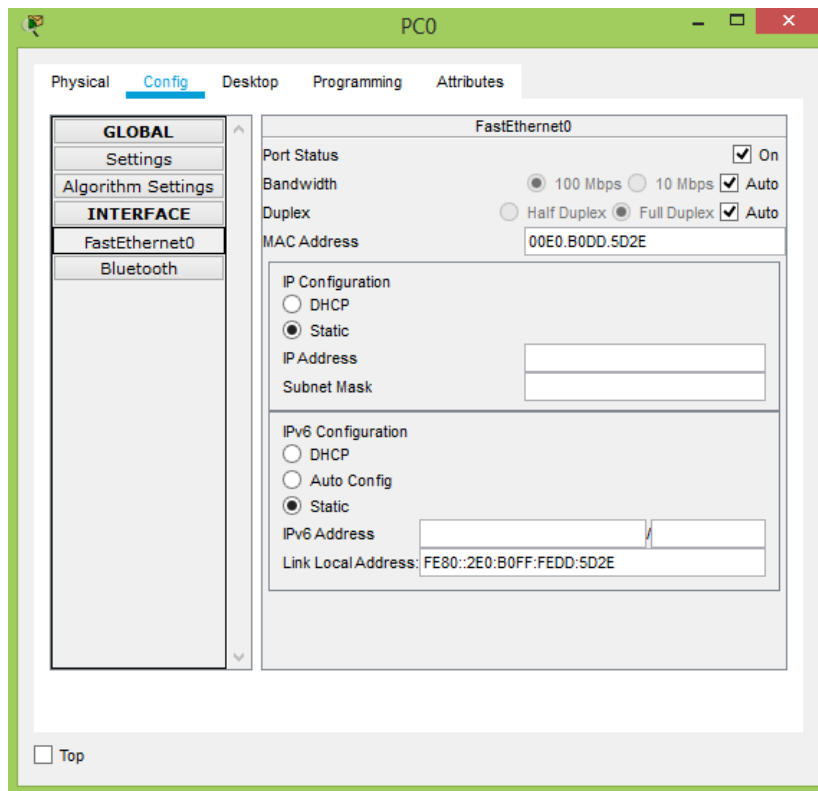 PC0
Physical Config Desktop Programming Attributes
GLOBAL
Settings
Algorithm Settings
INTERFACE
FastEthernet0
Bluetooth
FastEthernet0
Port Status On
Bandwidth 100 Mbps 10 Mbps Auto
Duplex Half Duplex Full Duplex Auto
MAC Address 00E0.B0DD.5D2E
IP Configuration
DHCP
Static
IP Address
Subnet Mask
IPv6 Configuration
DHCP
Auto Config
Static
IPv6 Address /
Link Local Address: FE80::2E0:B0FF:FEDD:5D2E
Top